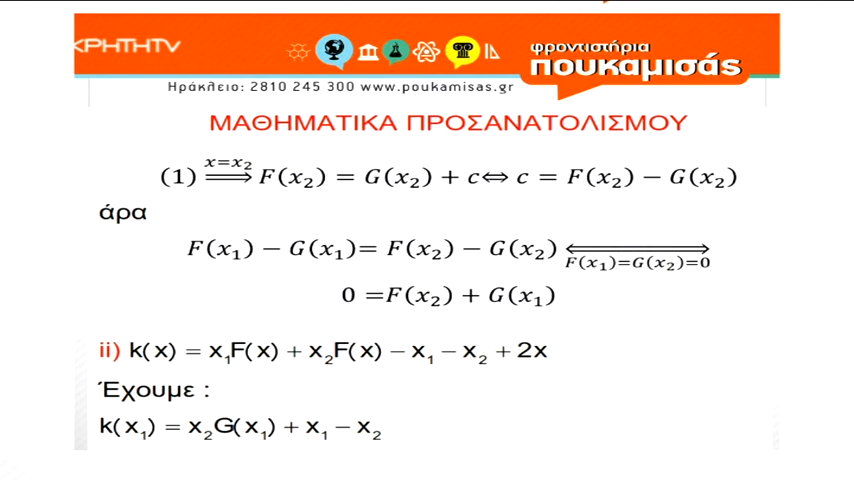 ΚΡΗΤΗTV
φροντιστήρια
πουκαμισάς
Ηράκλειο: 2810 245 300 www.poukamisas.gr
ΜΑΘΗΜΑΤΙΚΑ ΠΡΟΣΑΝΑΤΟΛΙΣΜΟΥ
(1) x=x₂ ⟹ F(x₂) = G(x₂) + c⇔ c = F(x₂) − G(x₂)
άρα
F(x₁) − G(x₁)= F(x₂) − G(x₂) ⟺ F(x₁)=G(x₂)=0
0 =F(x₂) + G(x₁)
ii) k(x) = x₁F(x) + x₂F(x) − x₁ − x₂ + 2x
Έχουμε :
k(x₁) = x₂G(x₁) + x₁ − x₂